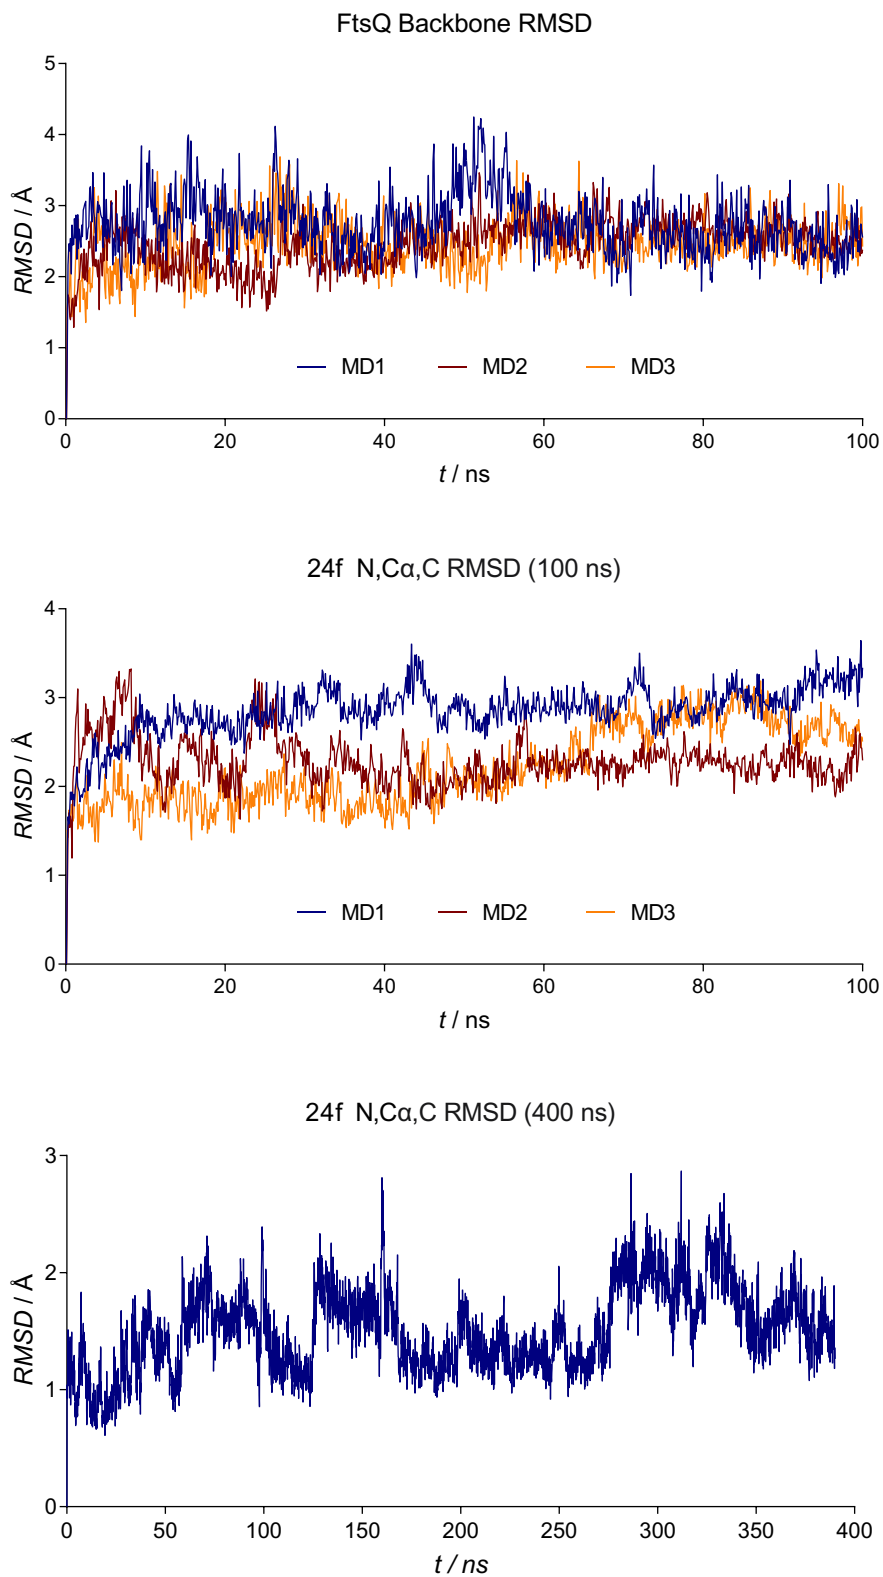 FtsQ Backbone RMSD
5
4
3
2
1
0
RMSD / Å
MD1 MD2 MD3
0 20 40 60 80 100
t / ns
24f N,Cα,C RMSD (100 ns)
4
3
2
1
0
RMSD / Å
MD1 MD2 MD3
0 20 40 60 80 100
t / ns
24f N,Cα,C RMSD (400 ns)
3
2
1
0
RMSD / Å
0 50 100 150 200 250 300 350 400
t / ns